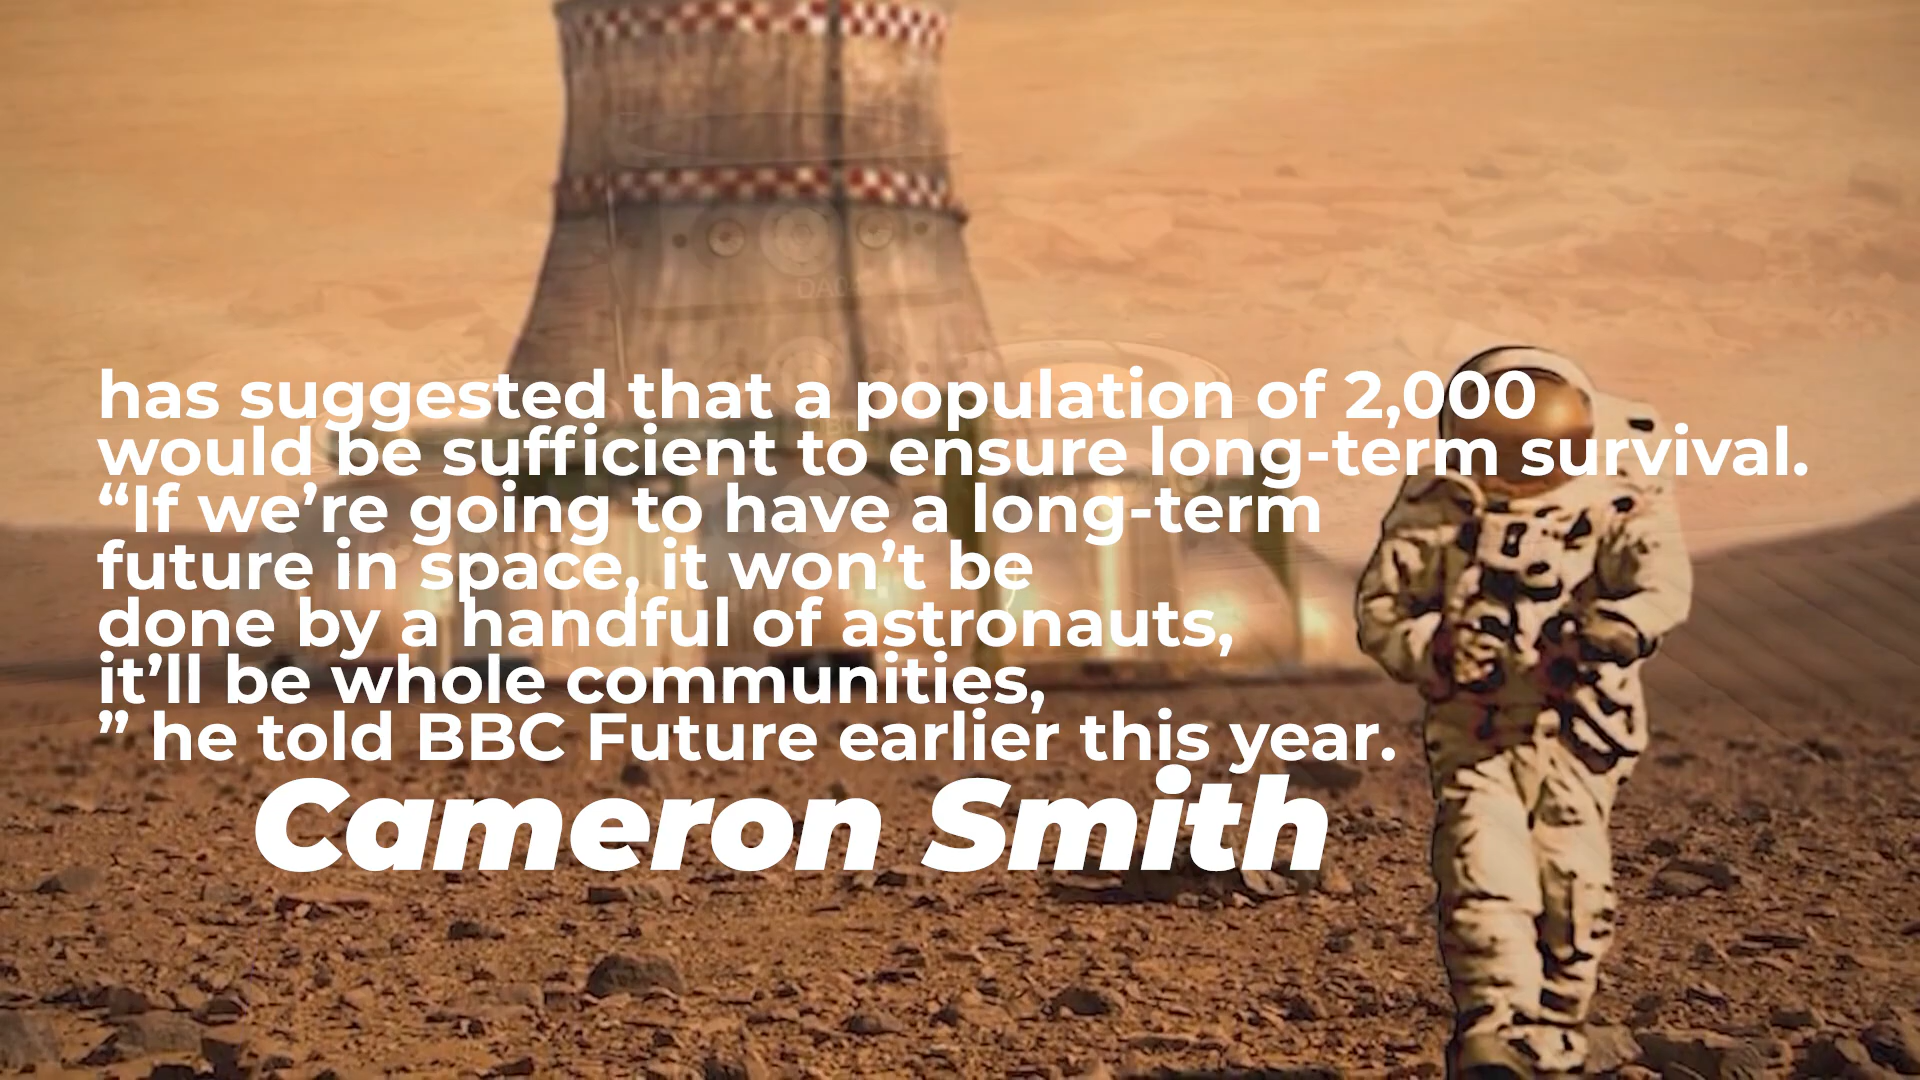 has suggested that a population of 2,000
would be sufficient to ensure long-term survival.
“If we’re going to have a long-term
future in space, it won’t be
done by a handful of astronauts,
it’ll be whole communities,
” he told BBC Future earlier this year.
Cameron Smith